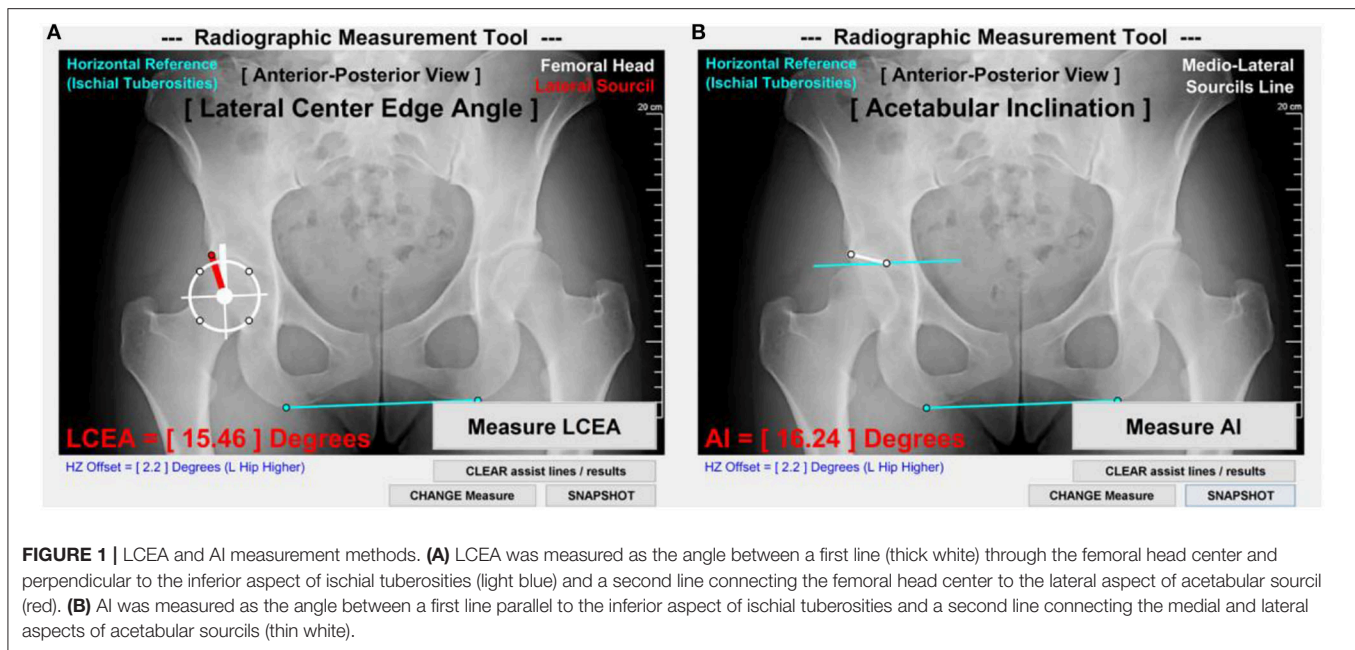 A
--- Radiographic Measurement Tool ---
Horizontal Reference
(Ischial Tuberosities)
[ Anterior-Posterior View ]
Femoral Head
Lateral Sourcil
[ Lateral Center Edge Angle ]
20 cm
LCEA = [ 15.46 ] Degrees
Measure LCEA
HZ Offset = [ 2.2 ] Degrees (L Hip Higher)
CLEAR assist lines / results
CHANGE Measure
SNAPSHOT
B
--- Radiographic Measurement Tool ---
Horizontal Reference
(Ischial Tuberosities)
[ Anterior-Posterior View ]
Medio-Lateral
Sourcils Line
[ Acetabular Inclination ]
20 cm
AI = [ 16.24 ] Degrees
Measure AI
HZ Offset = [ 2.2 ] Degrees (L Hip Higher)
CLEAR assist lines / results
CHANGE Measure
SNAPSHOT
FIGURE 1 | LCEA and AI measurement methods. (A) LCEA was measured as the angle between a first line (thick white) through the femoral head center and
perpendicular to the inferior aspect of ischial tuberosities (light blue) and a second line connecting the femoral head center to the lateral aspect of acetabular sourcil
(red). (B) AI was measured as the angle between a first line parallel to the inferior aspect of ischial tuberosities and a second line connecting the medial and lateral
aspects of acetabular sourcils (thin white).